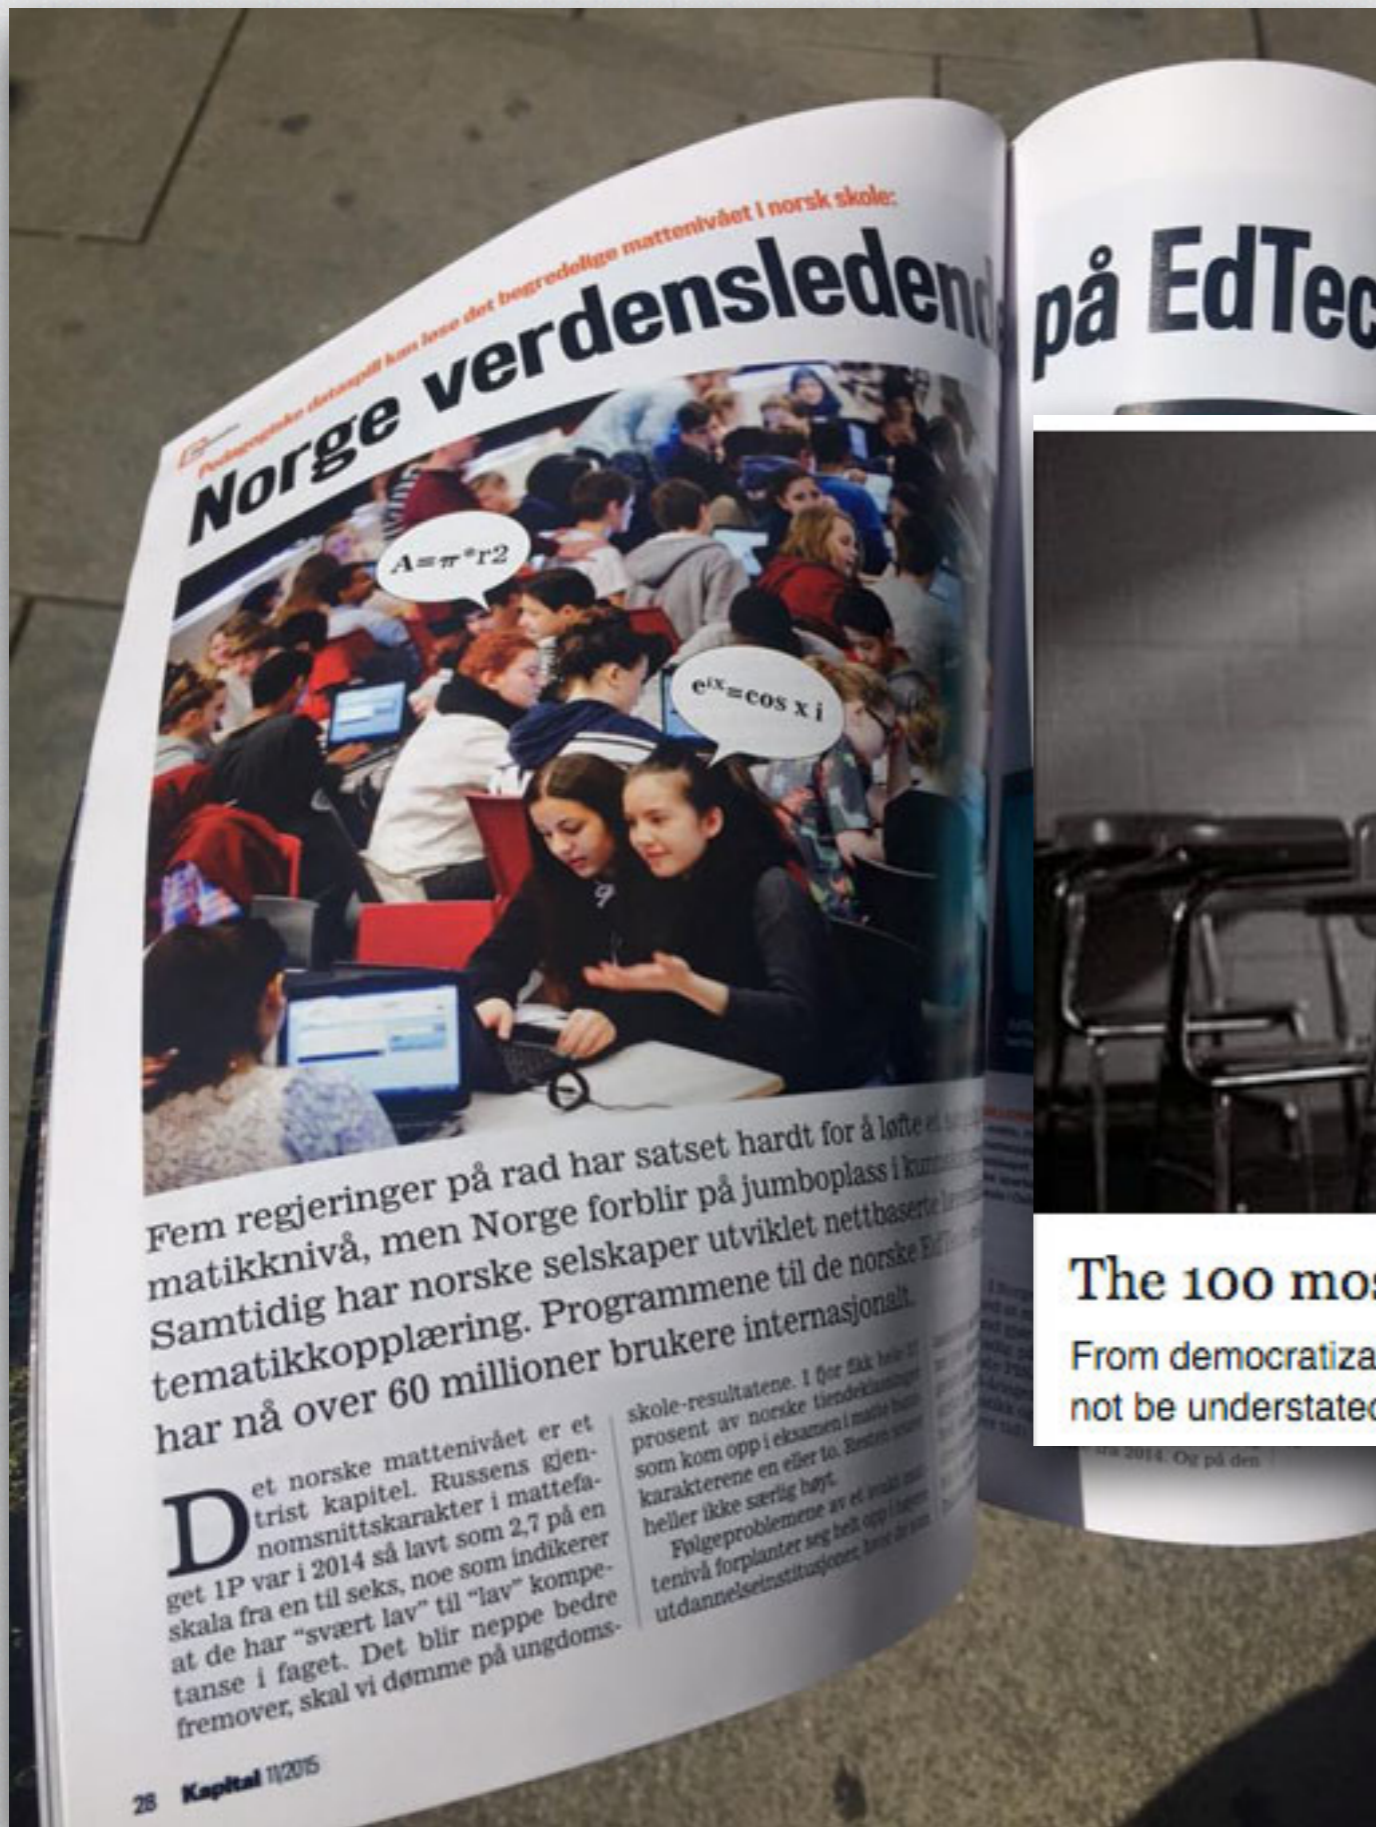 Pedagogiske dataspill kan løse det begredelige mattenivået i norsk skole:
Norge verdensledend
på EdTec
A=π*r2
eix=cos x i
Fem regjeringer på rad har satset hardt for å løfte
matikknivå, men Norge forblir på jumboplass i
Samtidig har norske selskaper utviklet nettbaserte
tematikkopplæring. Programmene til de norske
har nå over 60 millioner brukere internasjonalt.
Det norske mattenivået er et
trist kapitel. Russens gjen-
nomsnittskarakter i mattefa-
get 1P var i 2014 så lavt som 2,7 på en
skala fra en til seks, noe som indikerer
at de har “svært lav” til “lav” kompe-
tanse i faget. Det blir neppe bedre
fremover, skal vi dømme på ungdoms-
skole-resultatene. I fjor fikk hele
prosent av norske tiendeklassinger
som kom opp i eksamen i matte
karakterene en eller to. Resten
heller ikke særlig høyt.
Følgeproblemene av et svakt
tenivå forplanter seg helt opp i
utdannelseinstitusjoner,
28 Kapital 11/2015
The 100 mos
From democratiza
not be understated
fra 2014. Og på den